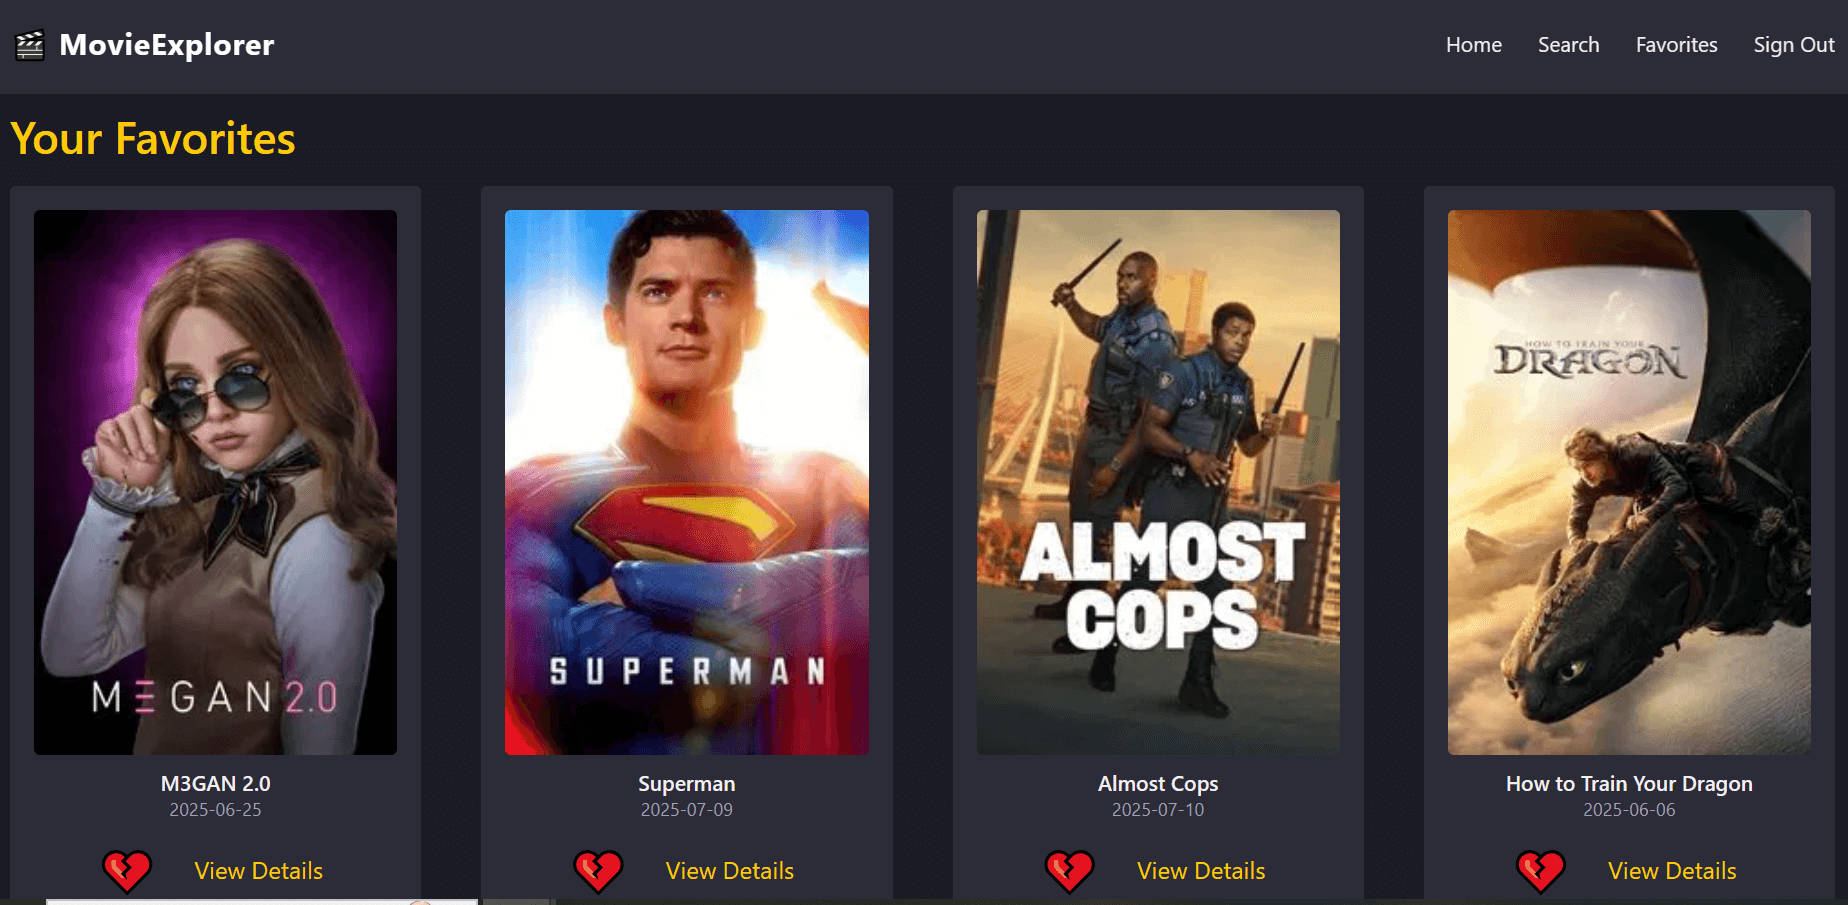 MovieExplorer
Home
Search
Favorites
Sign Out
Your Favorites
M3GAN 2.0
SUPERMAN
ALMOST
COPS
HOW TO TRAIN YOUR
DRAGON
M3GAN 2.0
2025-06-25
Superman
2025-07-09
Almost Cops
2025-07-10
How to Train Your Dragon
2025-06-06
View Details
View Details
View Details
View Details